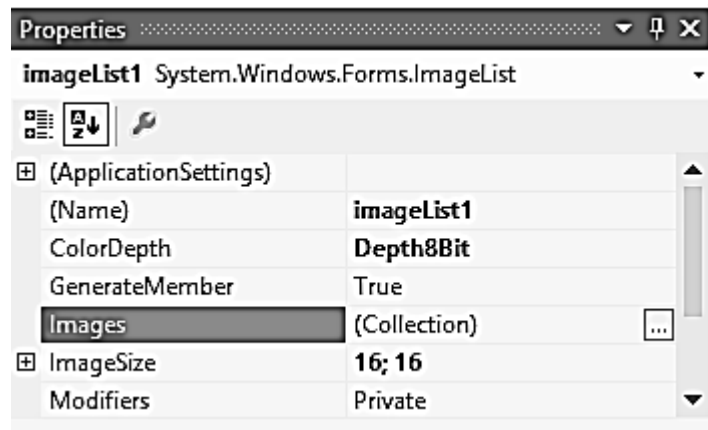 Properties
imageList1 System.Windows.Forms.ImageList
(ApplicationSettings)
(Name) imageList1
ColorDepth Depth8Bit
GenerateMember True
Images (Collection) ...
ImageSize 16; 16
Modifiers Private